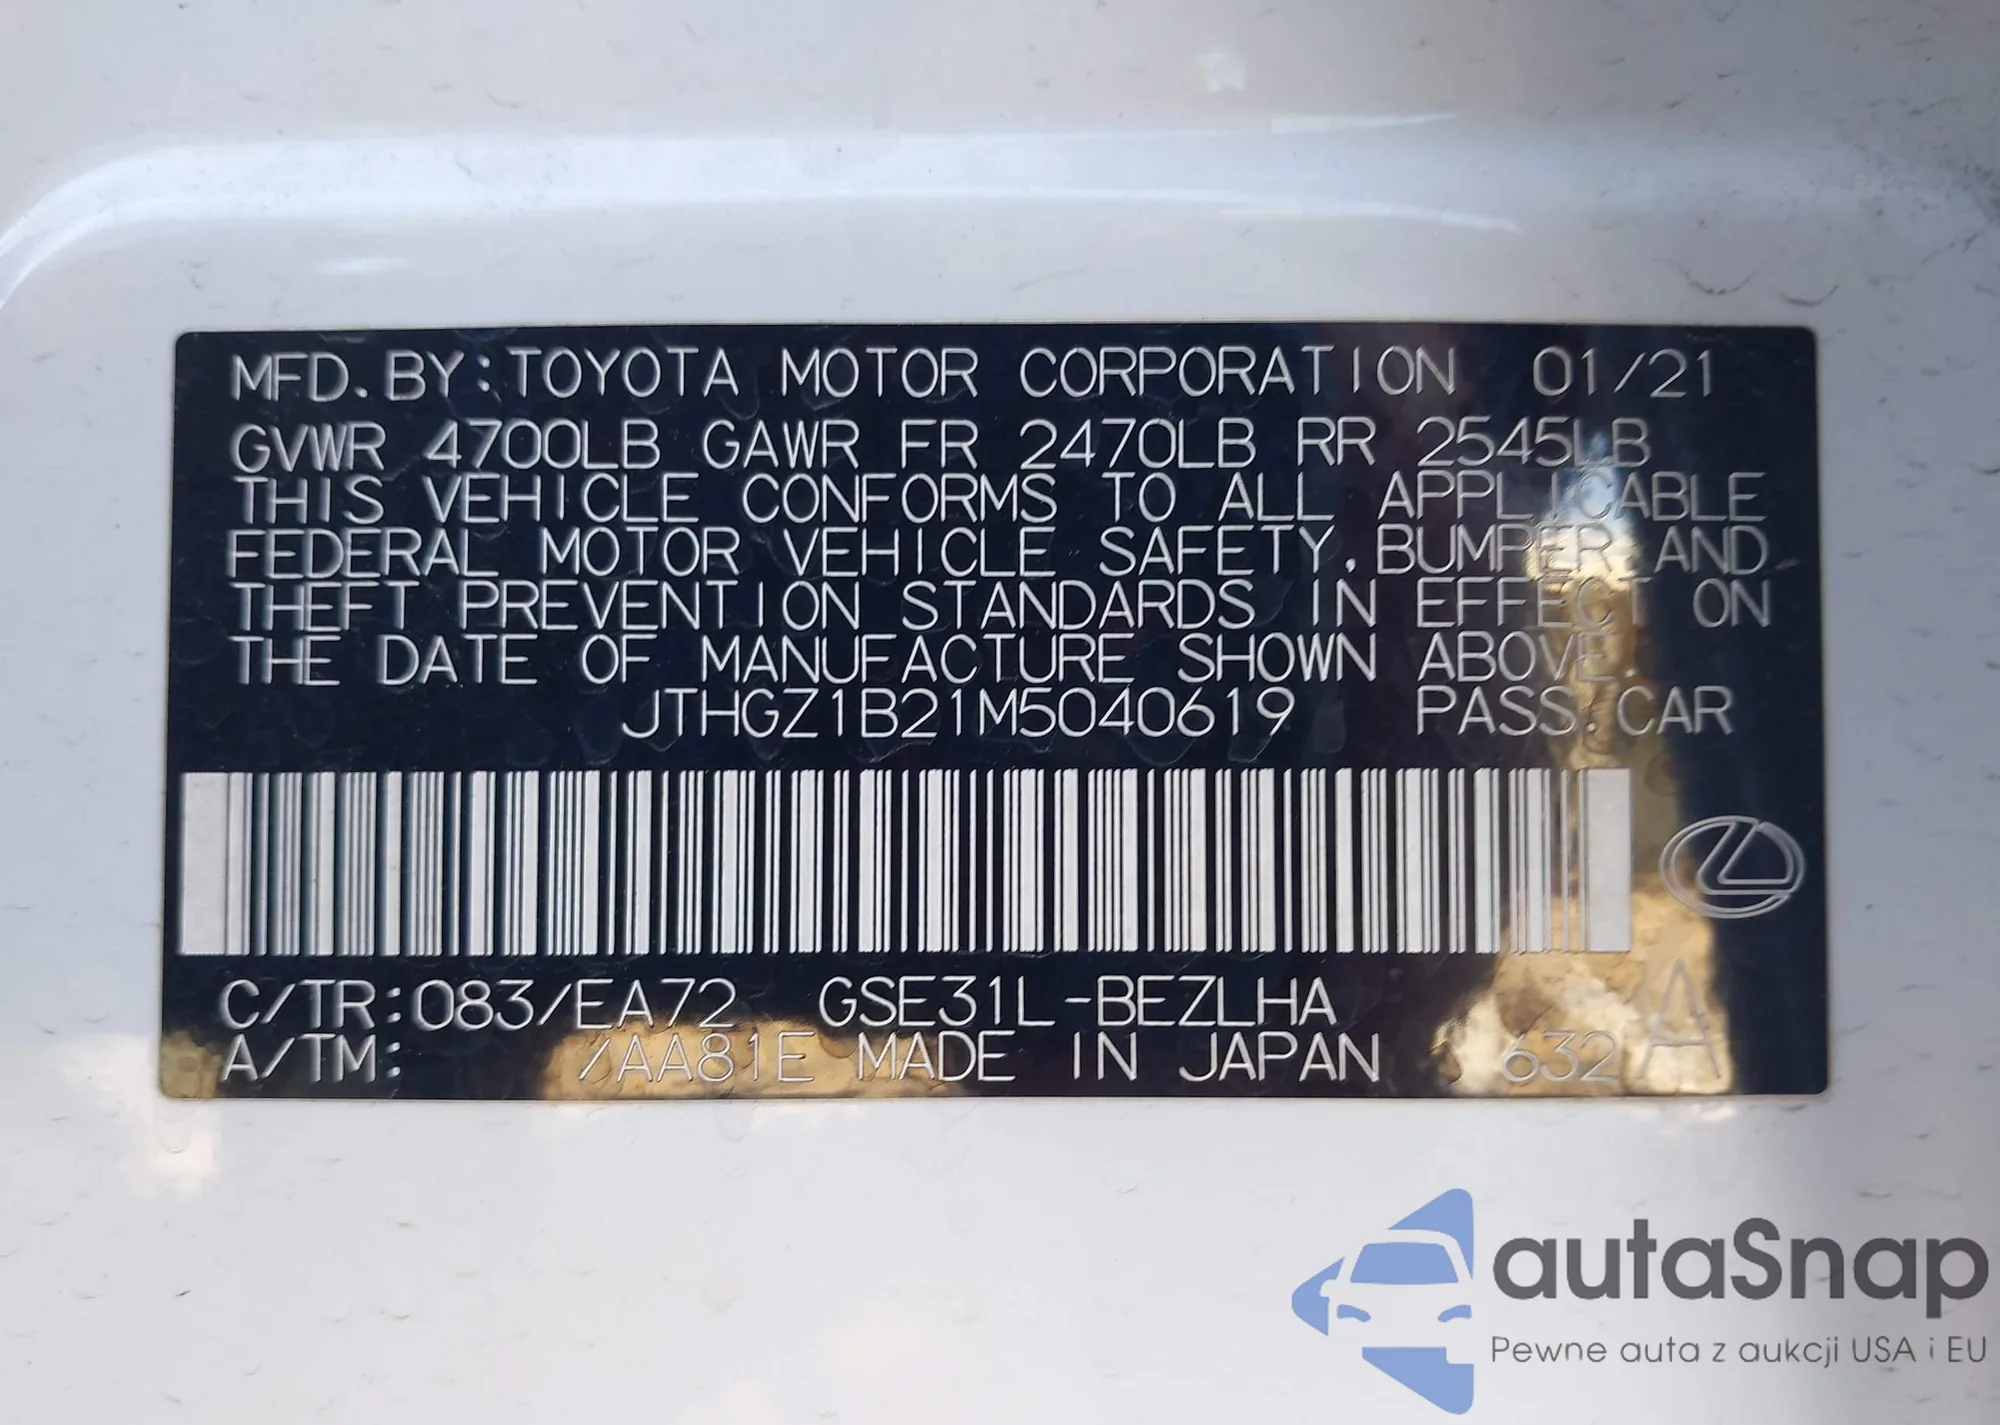 MFD. BY: TOYOTA MOTOR CORPORATION 01/21
GVWR 4700LB GAWR FR 2470LB RR 2545LB
THIS VEHICLE CONFORMS TO ALL APPLICABLE
FEDERAL MOTOR VEHICLE SAFETY, BUMPER, AND
THEFT PREVENTION STANDARDS IN EFFECT ON
THE DATE OF MANUFACTURE SHOWN ABOVE.
JTHGZ1B21M5040619 PASS. CAR
C/TR: 083/EA72 GSE31L-BEZLHA
A/TM: /AA81E MADE IN JAPAN 632
autaSnap
Pewne auta z aukcji USA i EU